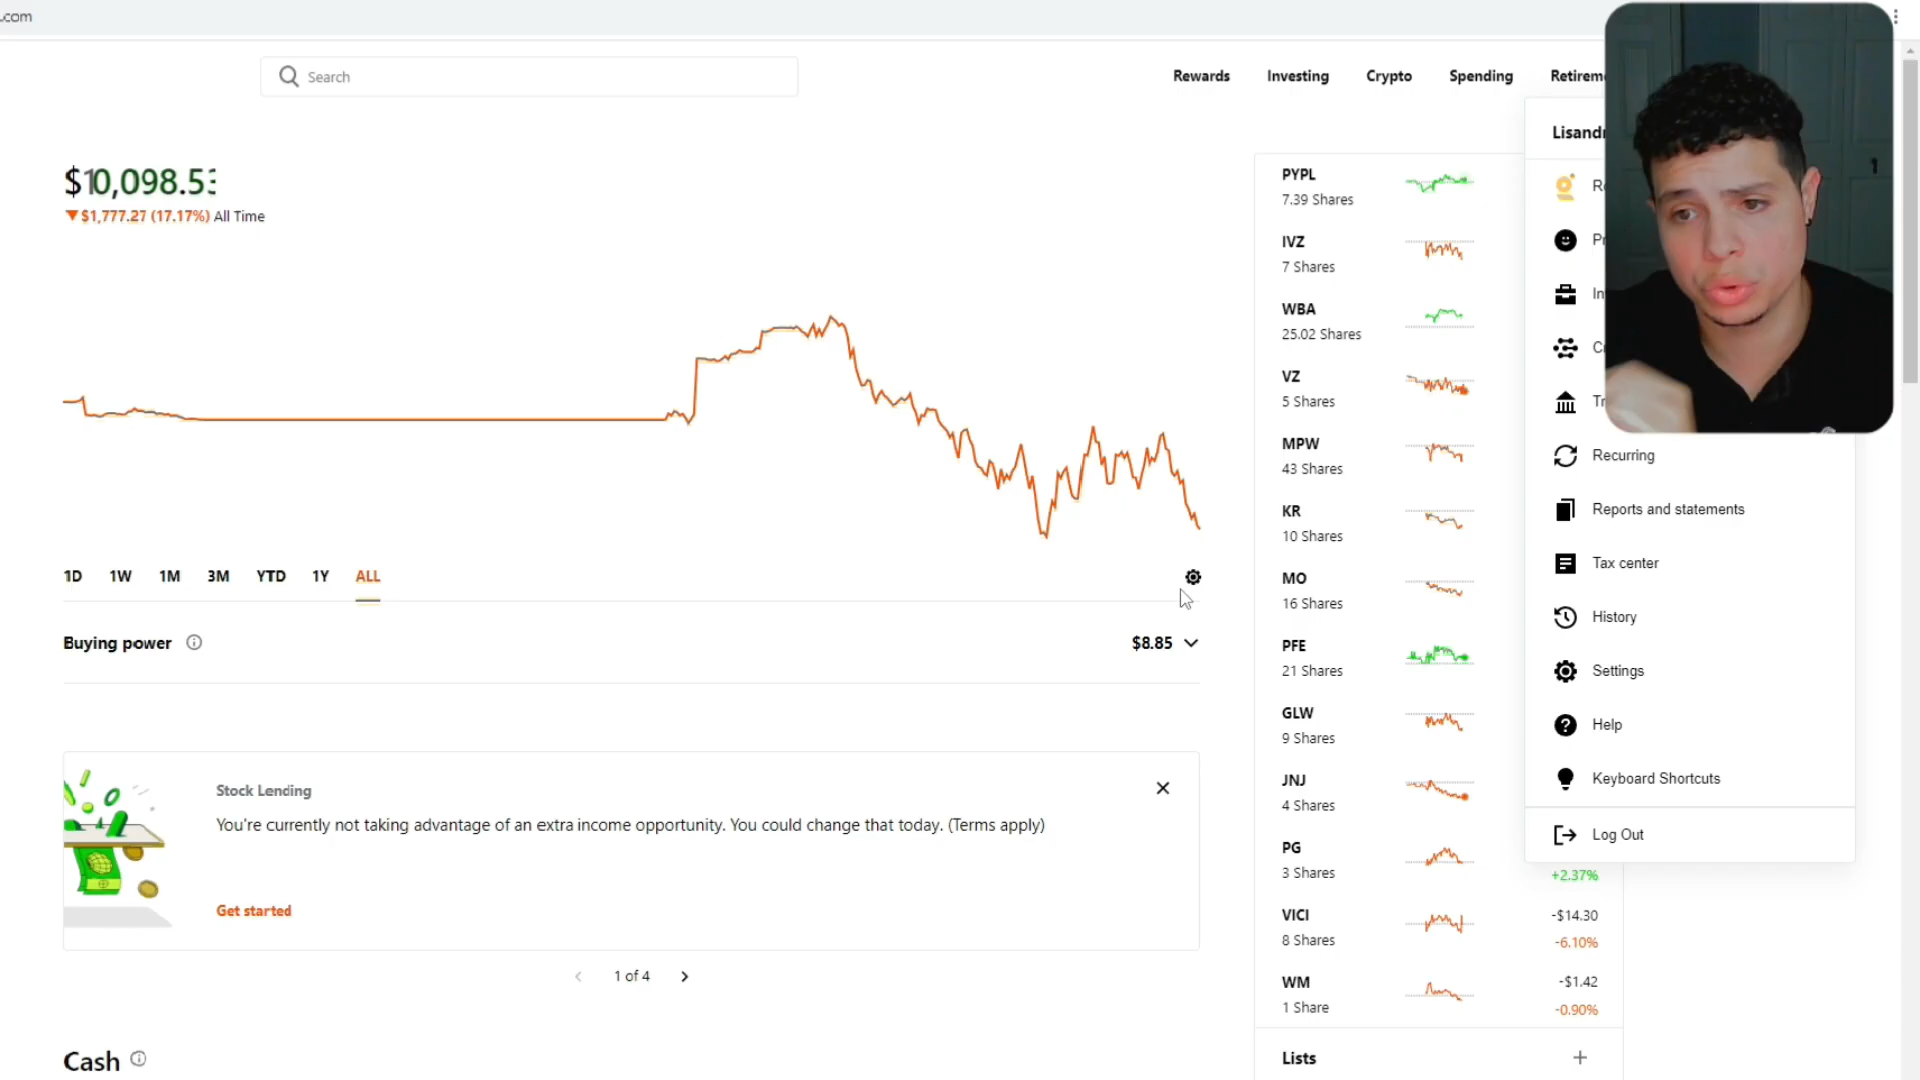 .com
Search
Rewards
Investing
Crypto
Spending
Retirem
$10,098.53
▼$1,777.27 (17.17%) All Time
1D
1W
1M
3M
YTD
1Y
ALL
Buying power
$8.85
Stock Lending
You're currently not taking advantage of an extra income opportunity. You could change that today. (Terms apply)
Get started
1 of 4
Cash
PYPL
7.39 Shares
IVZ
7 Shares
WBA
25.02 Shares
VZ
5 Shares
MPW
43 Shares
KR
10 Shares
MO
16 Shares
PFE
21 Shares
GLW
9 Shares
JNJ
4 Shares
PG
3 Shares
+2.37%
VICI
8 Shares
-$14.30
-6.10%
WM
1 Share
-$1.42
-0.90%
Lists
Lisandr
R
Pr
In
C
Tr
Recurring
Reports and statements
Tax center
History
Settings
Help
Keyboard Shortcuts
Log Out